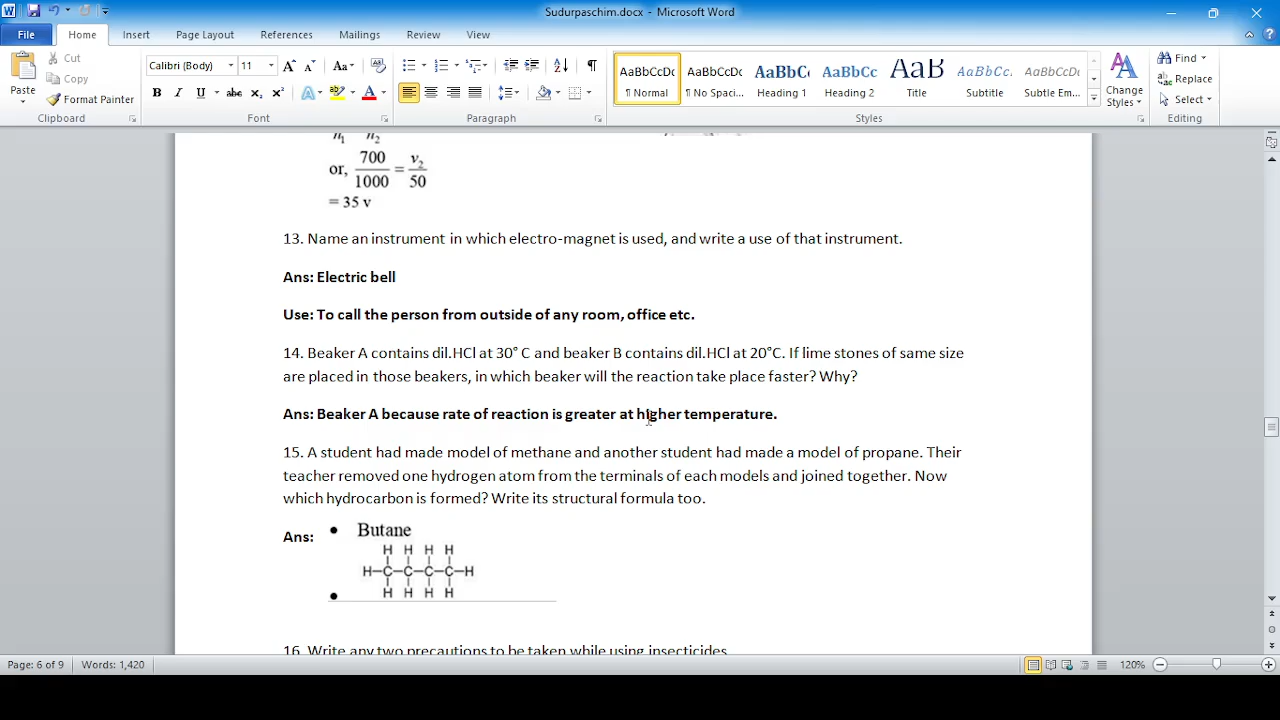 Sudurpaschim.docx - Microsoft Word
File Home Insert Page Layout References Mailings Review View
Paste
Cut
Copy
Format Painter
Clipboard
Calibri (Body) 11
Font
Paragraph
AaBbCcDc AaBbCcDc AaBbC AaBbCc AaB AaBbCc. AaBbCcDc
¶ Normal ¶ No Spaci... Heading 1 Heading 2 Title Subtitle Subtle Em...
Styles
Change Styles
Find
Replace
Select
Editing
n₁ n₂
or, 700/1000 = v₂/50
= 35 v
13. Name an instrument in which electro-magnet is used, and write a use of that instrument.
Ans: Electric bell
Use: To call the person from outside of any room, office etc.
14. Beaker A contains dil.HCl at 30° C and beaker B contains dil.HCl at 20°C. If lime stones of same size
are placed in those beakers, in which beaker will the reaction take place faster? Why?
Ans: Beaker A because rate of reaction is greater at higher temperature.
15. A student had made model of methane and another student had made a model of propane. Their
teacher removed one hydrogen atom from the terminals of each models and joined together. Now
which hydrocarbon is formed? Write its structural formula too.
Ans: • Butane
H H H H
H–C–C–C–C–H
• H H H H
16. Write any two precautions to be taken while using insecticides
Page: 6 of 9 Words: 1,420 120%